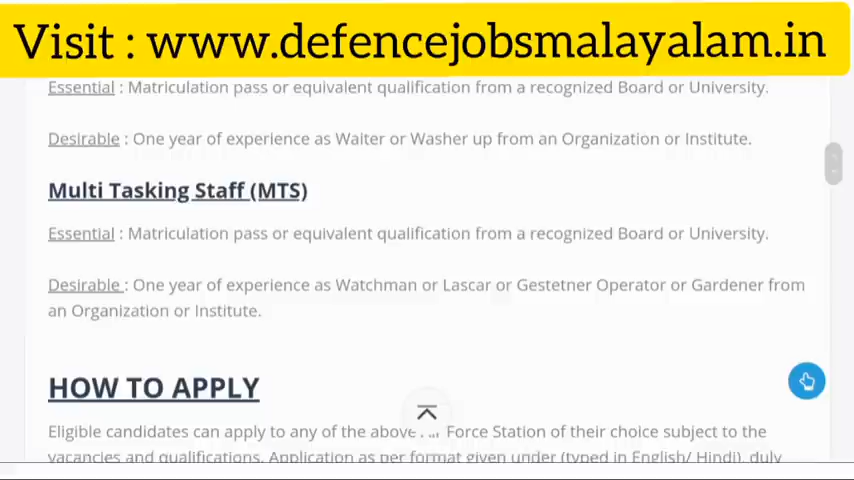 Visit : www.defencejobsmalayalam.in
Essential : Matriculation pass or equivalent qualification from a recognized Board or University.
Desirable : One year of experience as Waiter or Washer up from an Organization or Institute.
Multi Tasking Staff (MTS)
Essential : Matriculation pass or equivalent qualification from a recognized Board or University.
Desirable : One year of experience as Watchman or Lascar or Gestetner Operator or Gardener from
an Organization or Institute.
HOW TO APPLY
Eligible candidates can apply to any of the above Force Station of their choice subject to the
vacancies and qualifications. Application as per format given under (typed in English/ Hindi), duly